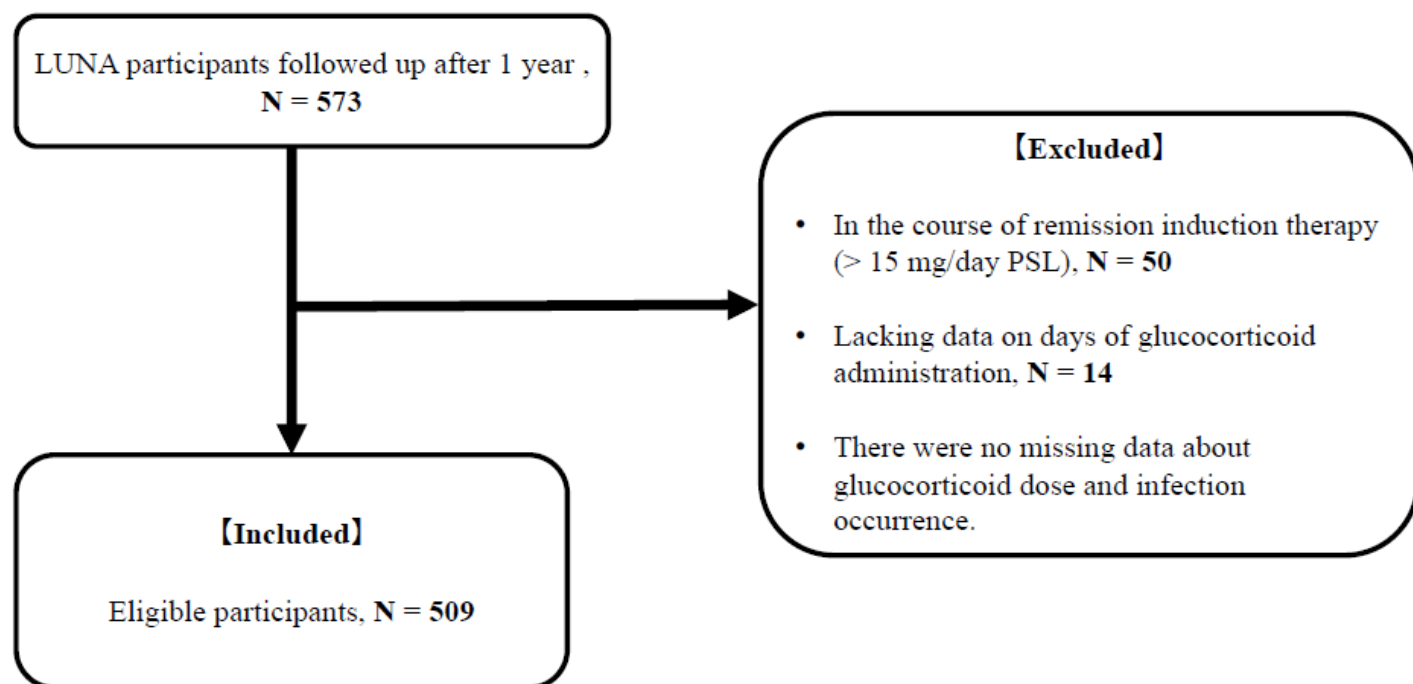 LUNA participants followed up after 1 year ,
N = 573
【Excluded】
• In the course of remission induction therapy
(> 15 mg/day PSL), N = 50
• Lacking data on days of glucocorticoid
administration, N = 14
• There were no missing data about
glucocorticoid dose and infection
occurrence.
【Included】
Eligible participants, N = 509